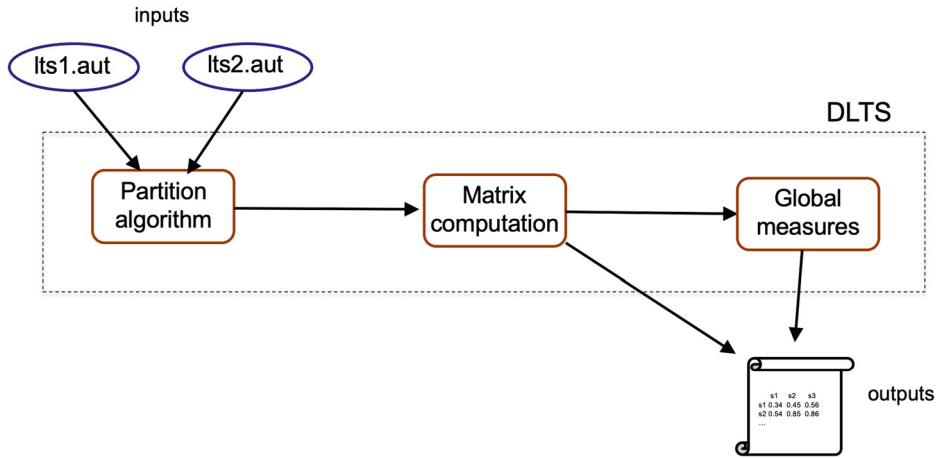 inputs
lts1.aut
lts2.aut
DLTS
Partition
algorithm
Matrix
computation
Global
measures
s1 s2 s3
s1 0.34 0.45 0.56
s2 0.54 0.85 0.86
...
outputs